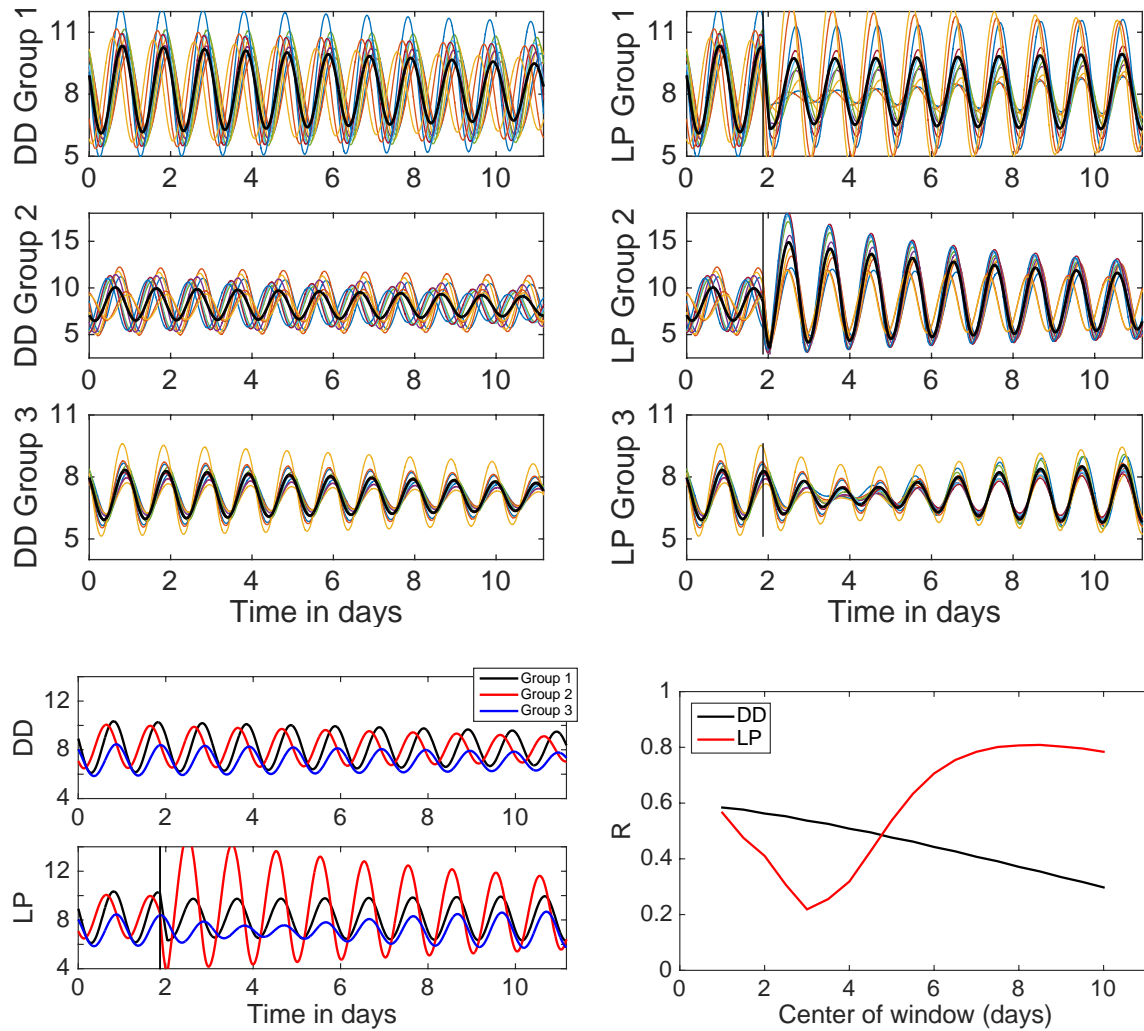 DD Group 1
11
8
5
0 2 4 6 8 10
LP Group 1
11
8
5
0 2 4 6 8 10
DD Group 2
15
10
5
0 2 4 6 8 10
LP Group 2
15
10
5
0 2 4 6 8 10
DD Group 3
11
8
5
0 2 4 6 8 10
Time in days
LP Group 3
11
8
5
0 2 4 6 8 10
Time in days
DD
12
8
4
0 2 4 6 8 10
Group 1
Group 2
Group 3
LP
12
8
4
0 2 4 6 8 10
Time in days
R
1
0.8
0.6
0.4
0.2
0
0 2 4 6 8 10
DD
LP
Center of window (days)